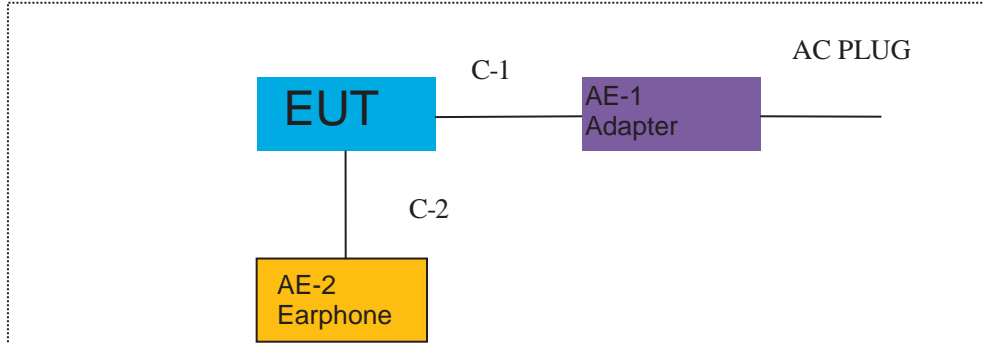 AC PLUG
C-1
EUT
AE-1
Adapter
C-2
AE-2
Earphone